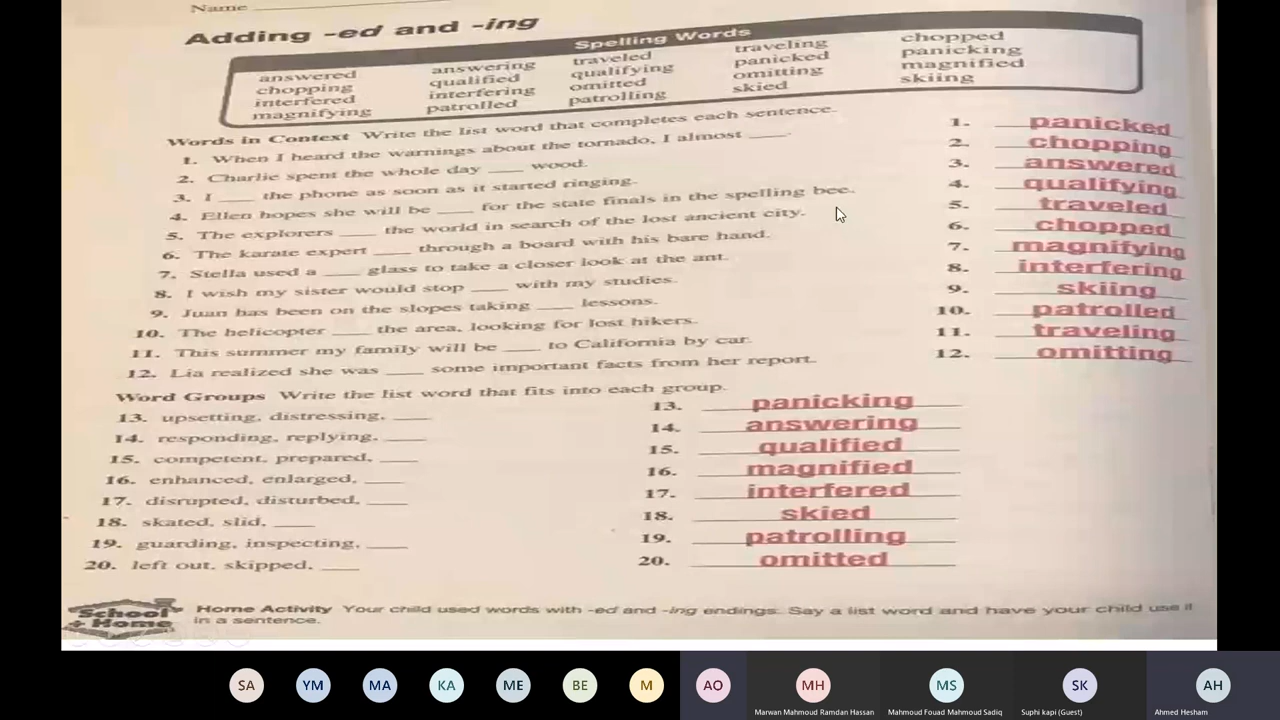 Name
Adding -ed and -ing
Spelling Words
answered answering traveled traveling chopped
chopping qualified qualifying panicked panicking
interfered interfering omitted omitting magnified
magnifying patrolled patrolling skied skiing
Words in Context Write the list word that completes each sentence.
1. When I heard the warnings about the tornado, I almost ____. 1. panicked
2. Charlie spent the whole day ____ wood. 2. chopping
3. I ____ the phone as soon as it started ringing. 3. answered
4. Ellen hopes she will be ____ for the state finals in the spelling bee. 4. qualifying
5. The explorers ____ the world in search of the lost ancient city. 5. traveled
6. The karate expert ____ through a board with his bare hand. 6. chopped
7. Stella used a ____ glass to take a closer look at the ant. 7. magnifying
8. I wish my sister would stop ____ with my studies. 8. interfering
9. Juan has been on the slopes taking ____ lessons. 9. skiing
10. The helicopter ____ the area, looking for lost hikers. 10. patrolled
11. This summer my family will be ____ to California by car. 11. traveling
12. Lia realized she was ____ some important facts from her report. 12. omitting
Word Groups Write the list word that fits into each group.
13. upsetting, distressing, ____ 13. panicking
14. responding, replying, ____ 14. answering
15. competent, prepared, ____ 15. qualified
16. enhanced, enlarged, ____ 16. magnified
17. disrupted, disturbed, ____ 17. interfered
18. skated, slid, ____ 18. skied
19. guarding, inspecting, ____ 19. patrolling
20. left out, skipped, ____ 20. omitted
School + Home
Home Activity Your child used words with -ed and -ing endings. Say a list word and have your child use it
in a sentence.
SA YM MA KA ME BE M AO MH MS SK AH
Marwan Mahmoud Ramdan Hassan Mahmoud Fouad Mahmoud Sadiq Suphi kapi (Guest) Ahmed Hesham